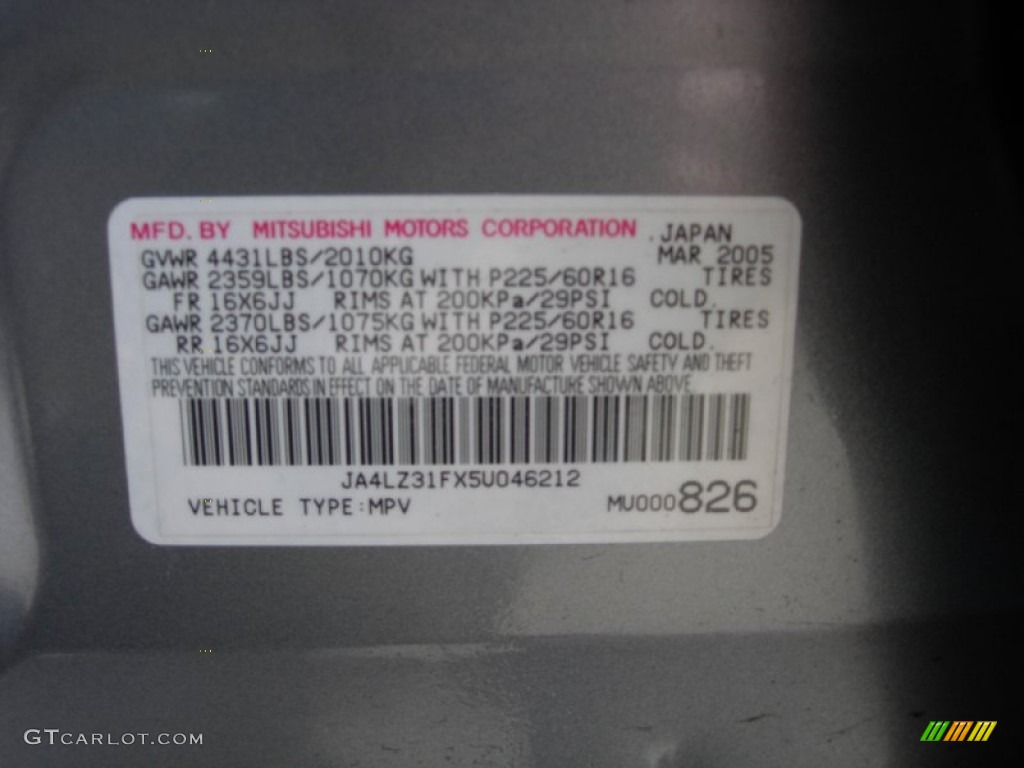 MFD. BY MITSUBISHI MOTORS CORPORATION . JAPAN
GVWR 4431LBS/2010KG MAR 2005
GAWR 2359LBS/1070KG WITH P225/60R16 TIRES
FR 16X6JJ RIMS AT 200KPa/29PSI COLD.
GAWR 2370LBS/1075KG WITH P225/60R16 TIRES
RR 16X6JJ RIMS AT 200KPa/29PSI COLD.
THIS VEHICLE CONFORMS TO ALL APPLICABLE FEDERAL MOTOR VEHICLE SAFETY AND THEFT
PREVENTION STANDARDS IN EFFECT ON THE DATE OF MANUFACTURE SHOWN ABOVE.
JA4LZ31FX5U046212
VEHICLE TYPE:MPV MU000826
GTCARLOT.COM